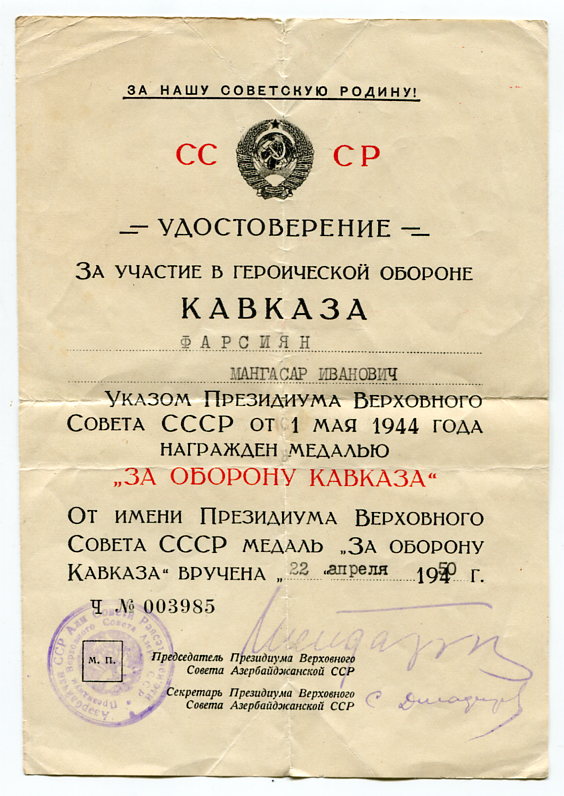 ЗА НАШУ СОВЕТСКУЮ РОДИНУ!
СС СР
УДОСТОВЕРЕНИЕ
ЗА УЧАСТИЕ В ГЕРОИЧЕСКОЙ ОБОРОНЕ
КАВКАЗА
ФАРСИЯН
МАНГАСАР ИВАНОВИЧ
УКАЗОМ ПРЕЗИДИУМА ВЕРХОВНОГО
СОВЕТА СССР ОТ 1 МАЯ 1944 ГОДА
НАГРАЖДЕН МЕДАЛЬЮ
„ЗА ОБОРОНУ КАВКАЗА“
ОТ ИМЕНИ ПРЕЗИДИУМА ВЕРХОВНОГО
СОВЕТА СССР МЕДАЛЬ „ЗА ОБОРОНУ
КАВКАЗА“ ВРУЧЕНА „22 “апреля 194 50 Г.
Ч № 003985
М. П.
Председатель Президиума Верховного
Совета Азербайджанской ССР
Секретарь Президиума Верховного
Совета Азербайджанской ССР